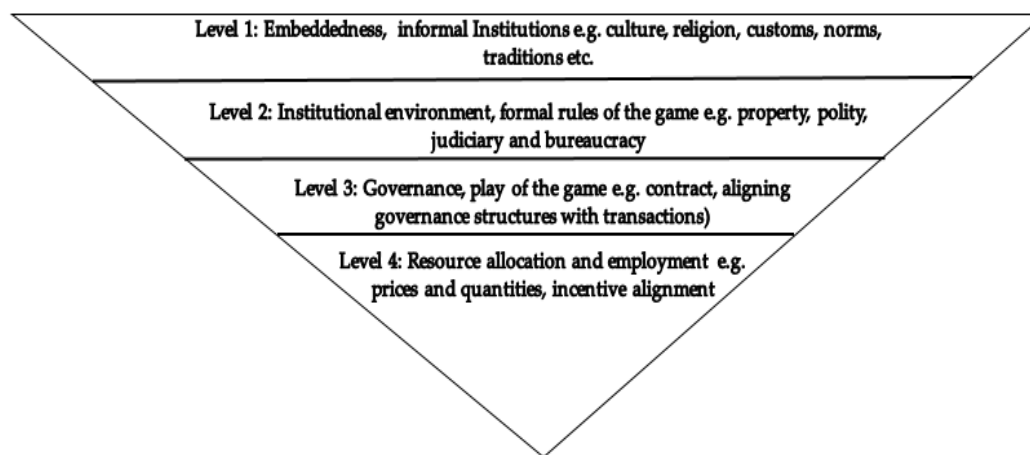 Level 1: Embeddedness, informal Institutions e.g. culture, religion, customs, norms,
traditions etc.
Level 2: Institutional environment, formal rules of the game e.g. property, polity,
judiciary and bureaucracy
Level 3: Governance, play of the game e.g. contract, aligning
governance structures with transactions)
Level 4: Resource allocation and employment e.g.
prices and quantities, incentive alignment